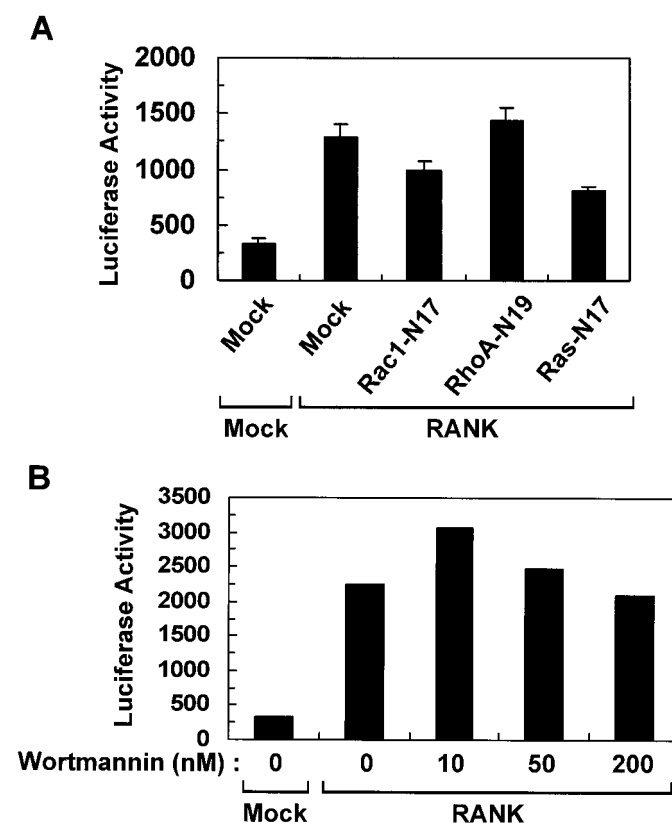 A
Luciferase Activity
2000
1500
1000
500
0
Mock
Mock
Rac1-N17
RhoA-N19
Ras-N17
Mock
RANK
B
Luciferase Activity
3500
3000
2500
2000
1500
1000
500
0
Wortmannin (nM) : 0 0 10 50 200
Mock
RANK